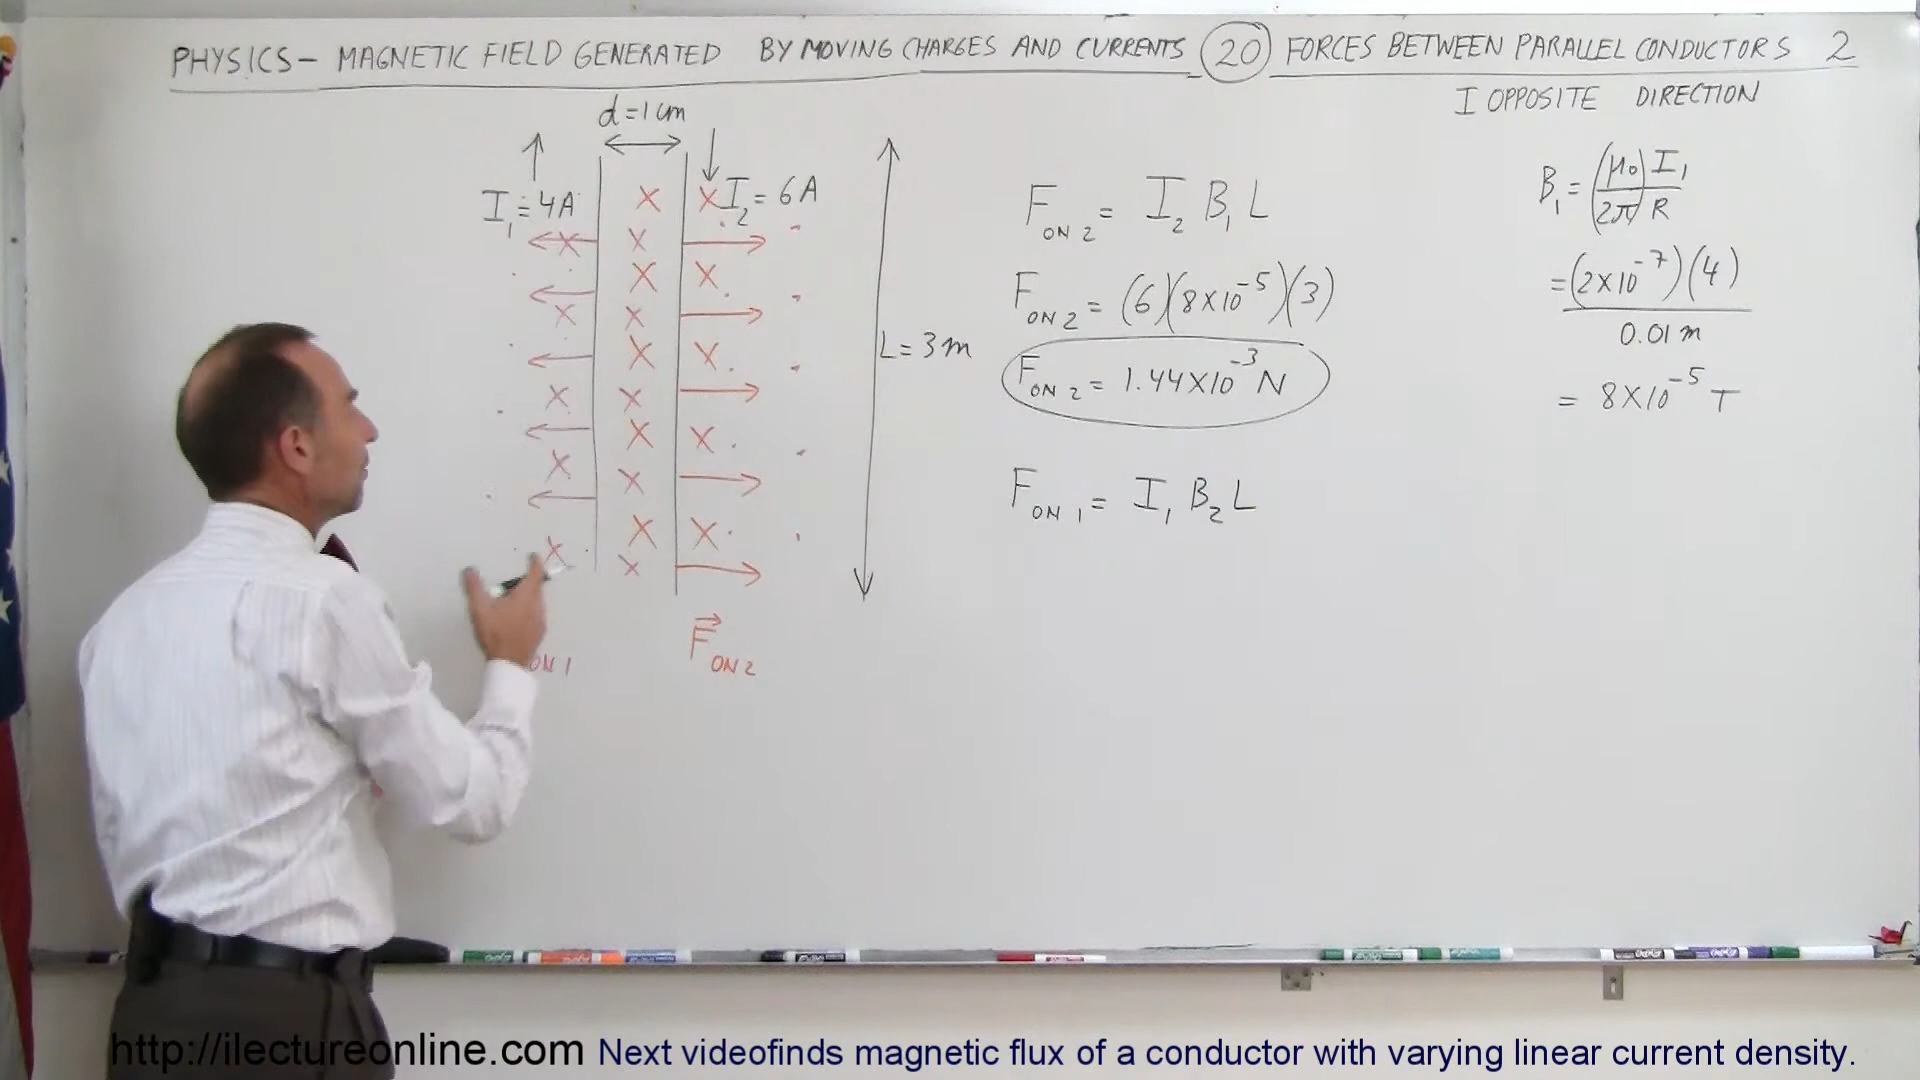 PHYSICS – MAGNETIC FIELD GENERATED BY MOVING CHARGES AND CURRENTS 20 FORCES BETWEEN PARALLEL CONDUCTORS 2
I OPPOSITE DIRECTION
d = 1 cm
I₁ = 4A
I₂ = 6A
L = 3 m
ON 1
F⃗ ON 2
F ON 2 = I₂ B₁ L
F ON 2 = (6)(8×10⁻⁵)(3)
F ON 2 = 1.44×10⁻³ N
F ON 1 = I₁ B₂ L
B₁ = (μ₀/2π) I₁/R
= (2×10⁻⁷)(4)/0.01 m
= 8×10⁻⁵ T
http://ilectureonline.com Next videofinds magnetic flux of a conductor with varying linear current density.